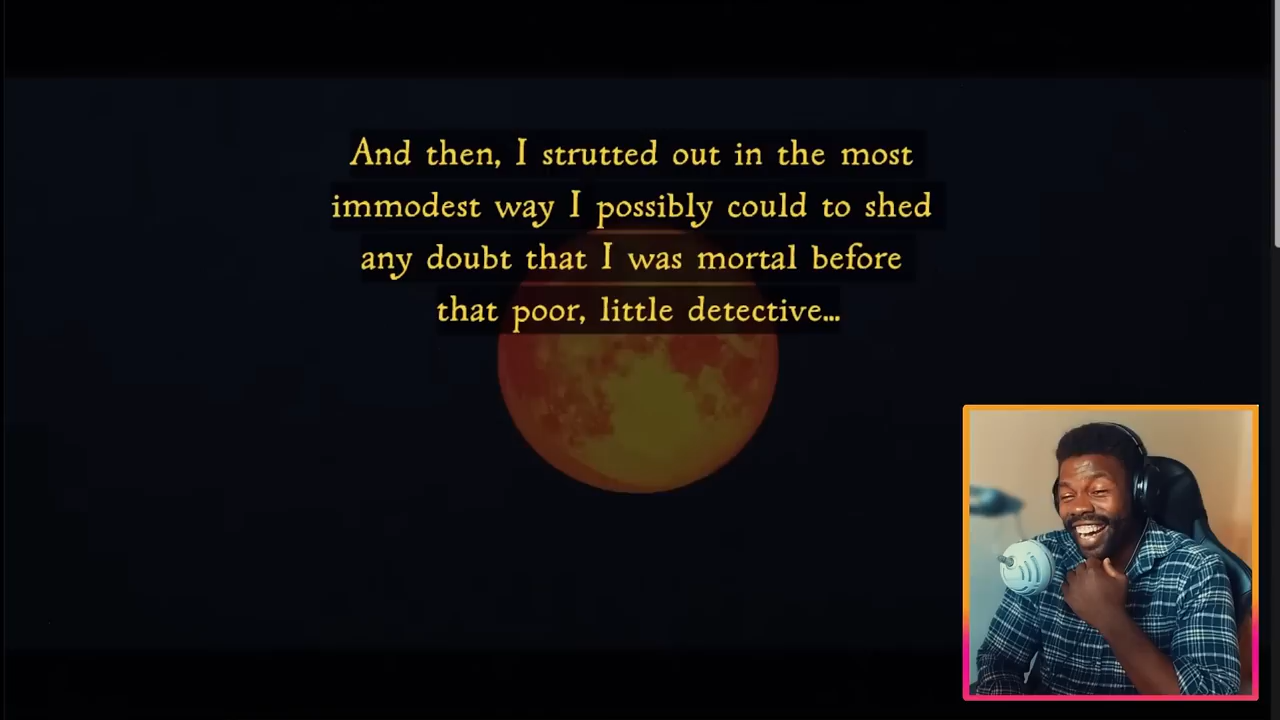 And then, I strutted out in the most
immodest way I possibly could to shed
any doubt that I was mortal before
that poor, little detective...